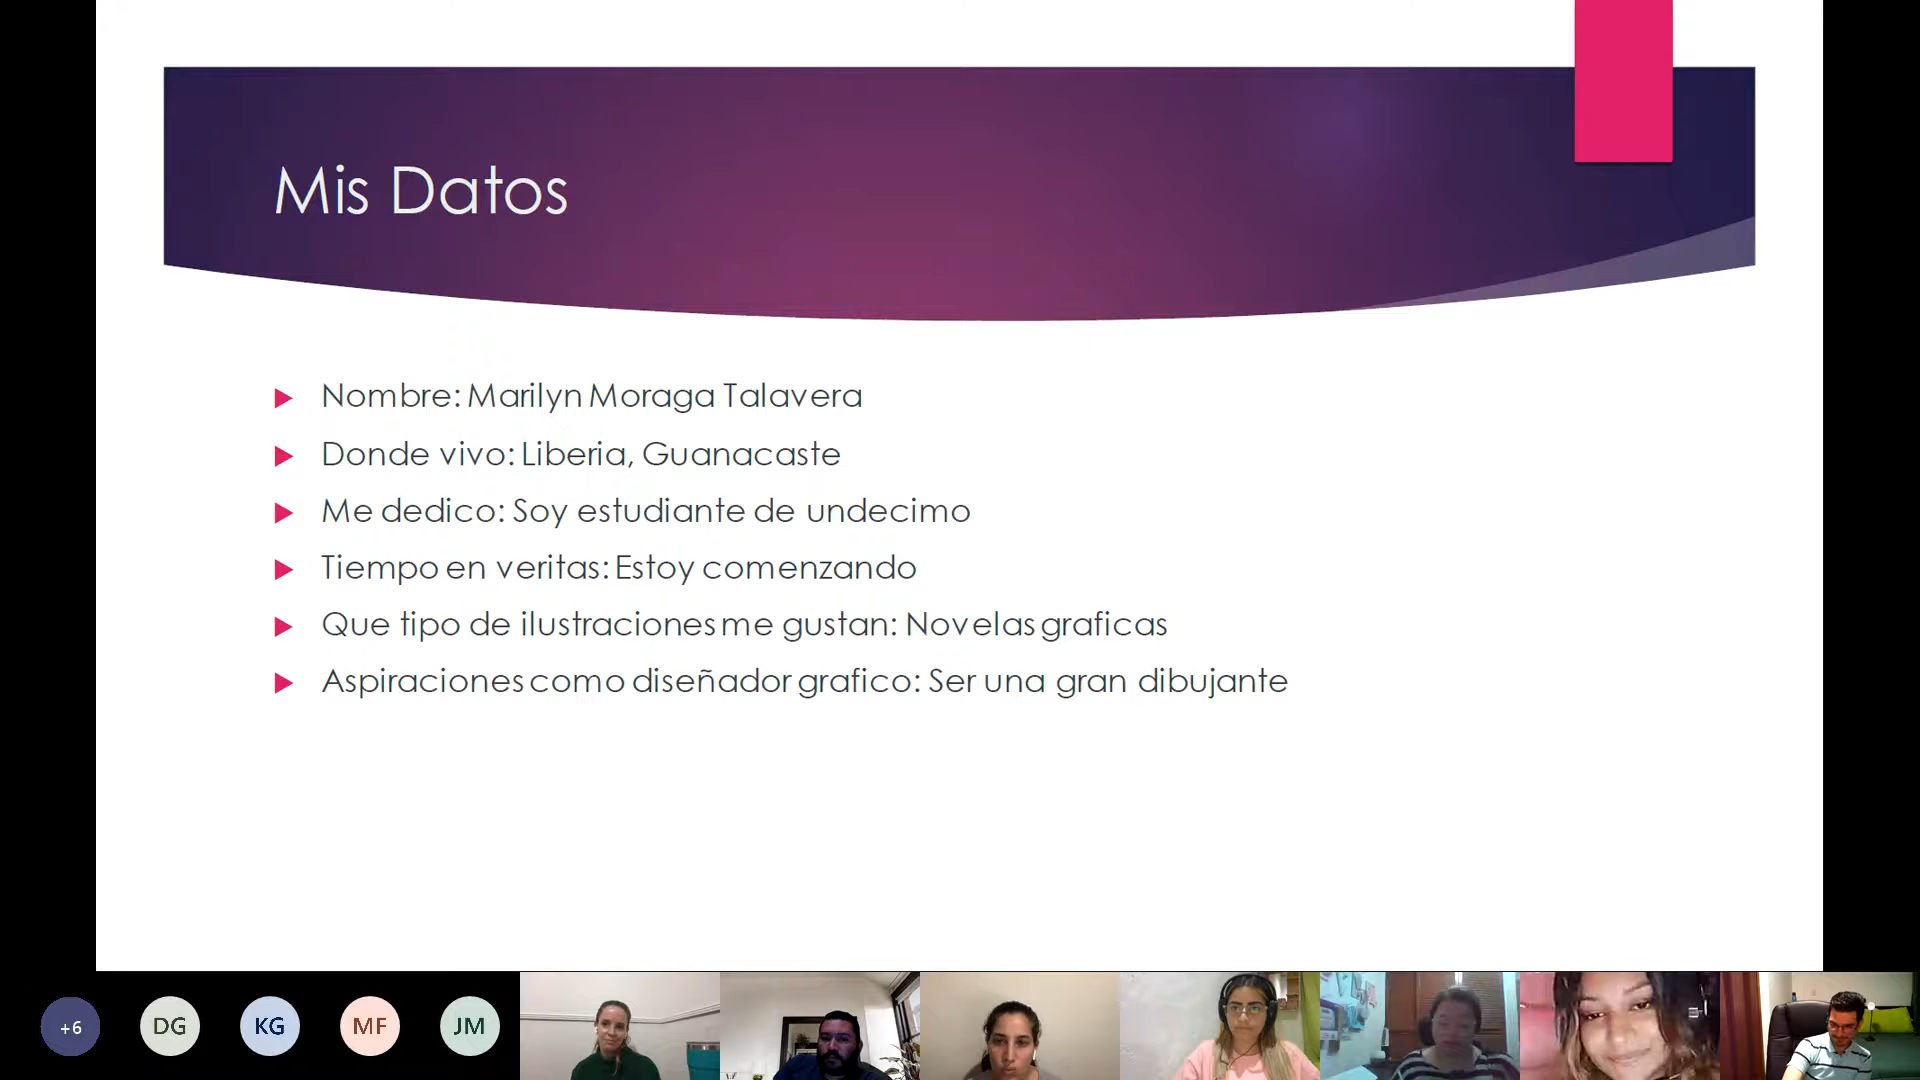 Mis Datos
Nombre: Marilyn Moraga Talavera
Donde vivo: Liberia, Guanacaste
Me dedico: Soy estudiante de undecimo
Tiempo en veritas: Estoy comenzando
Que tipo de ilustraciones me gustan: Novelas graficas
Aspiraciones como diseñador grafico: Ser una gran dibujante
+6 DG KG MF JM